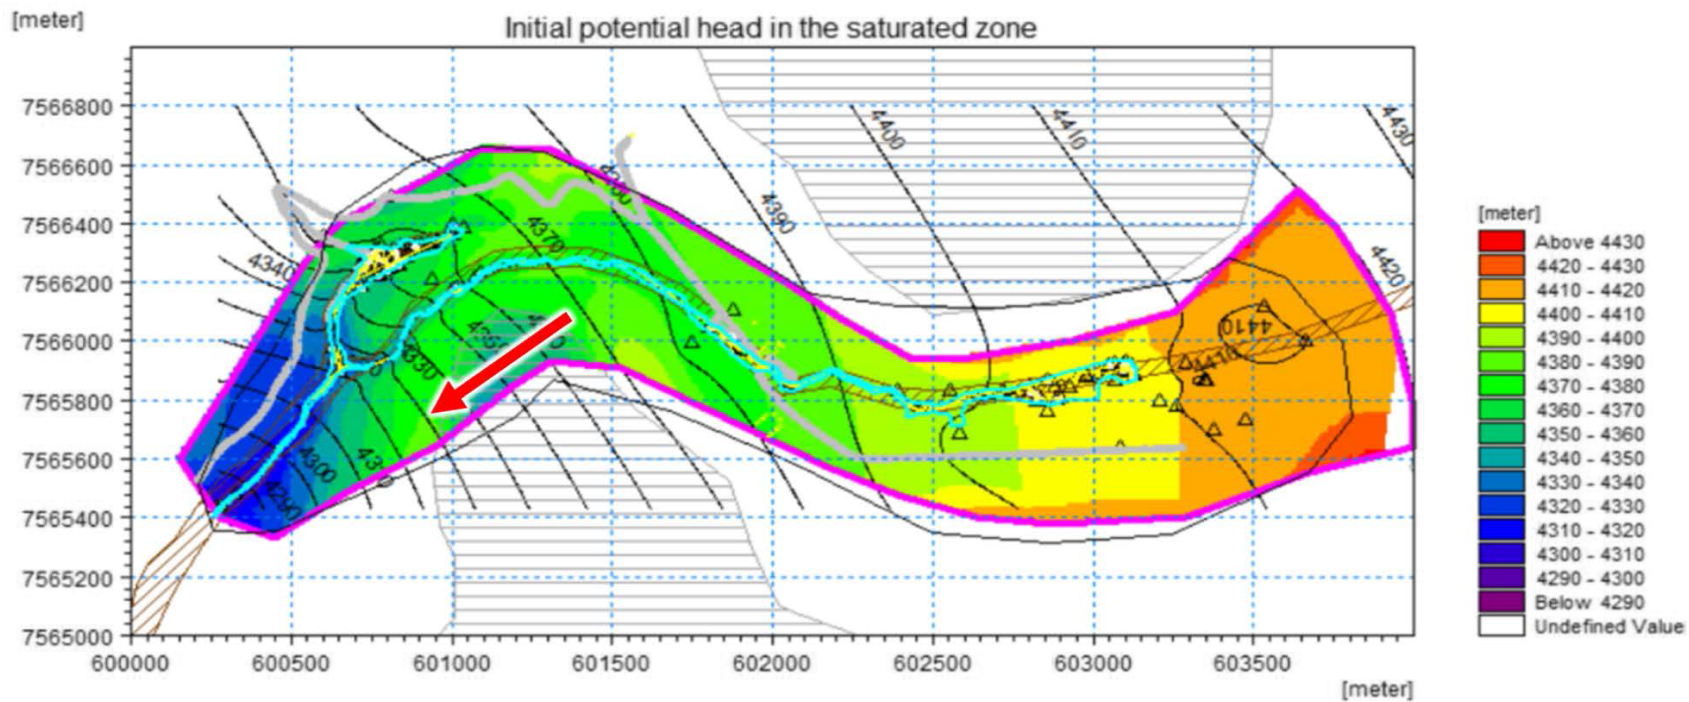 [meter]
Initial potential head in the saturated zone
7566800
7566600
7566400
7566200
7566000
7565800
7565600
7565400
7565200
7565000
600000
600500
601000
601500
602000
602500
603000
603500
[meter]
4340
4370
4390
4400
4410
4430
4420
4410
4410
4330
4300
4290
[meter]
Above 4430
4420 - 4430
4410 - 4420
4400 - 4410
4390 - 4400
4380 - 4390
4370 - 4380
4360 - 4370
4350 - 4360
4340 - 4350
4330 - 4340
4320 - 4330
4310 - 4320
4300 - 4310
4290 - 4300
Below 4290
Undefined Value